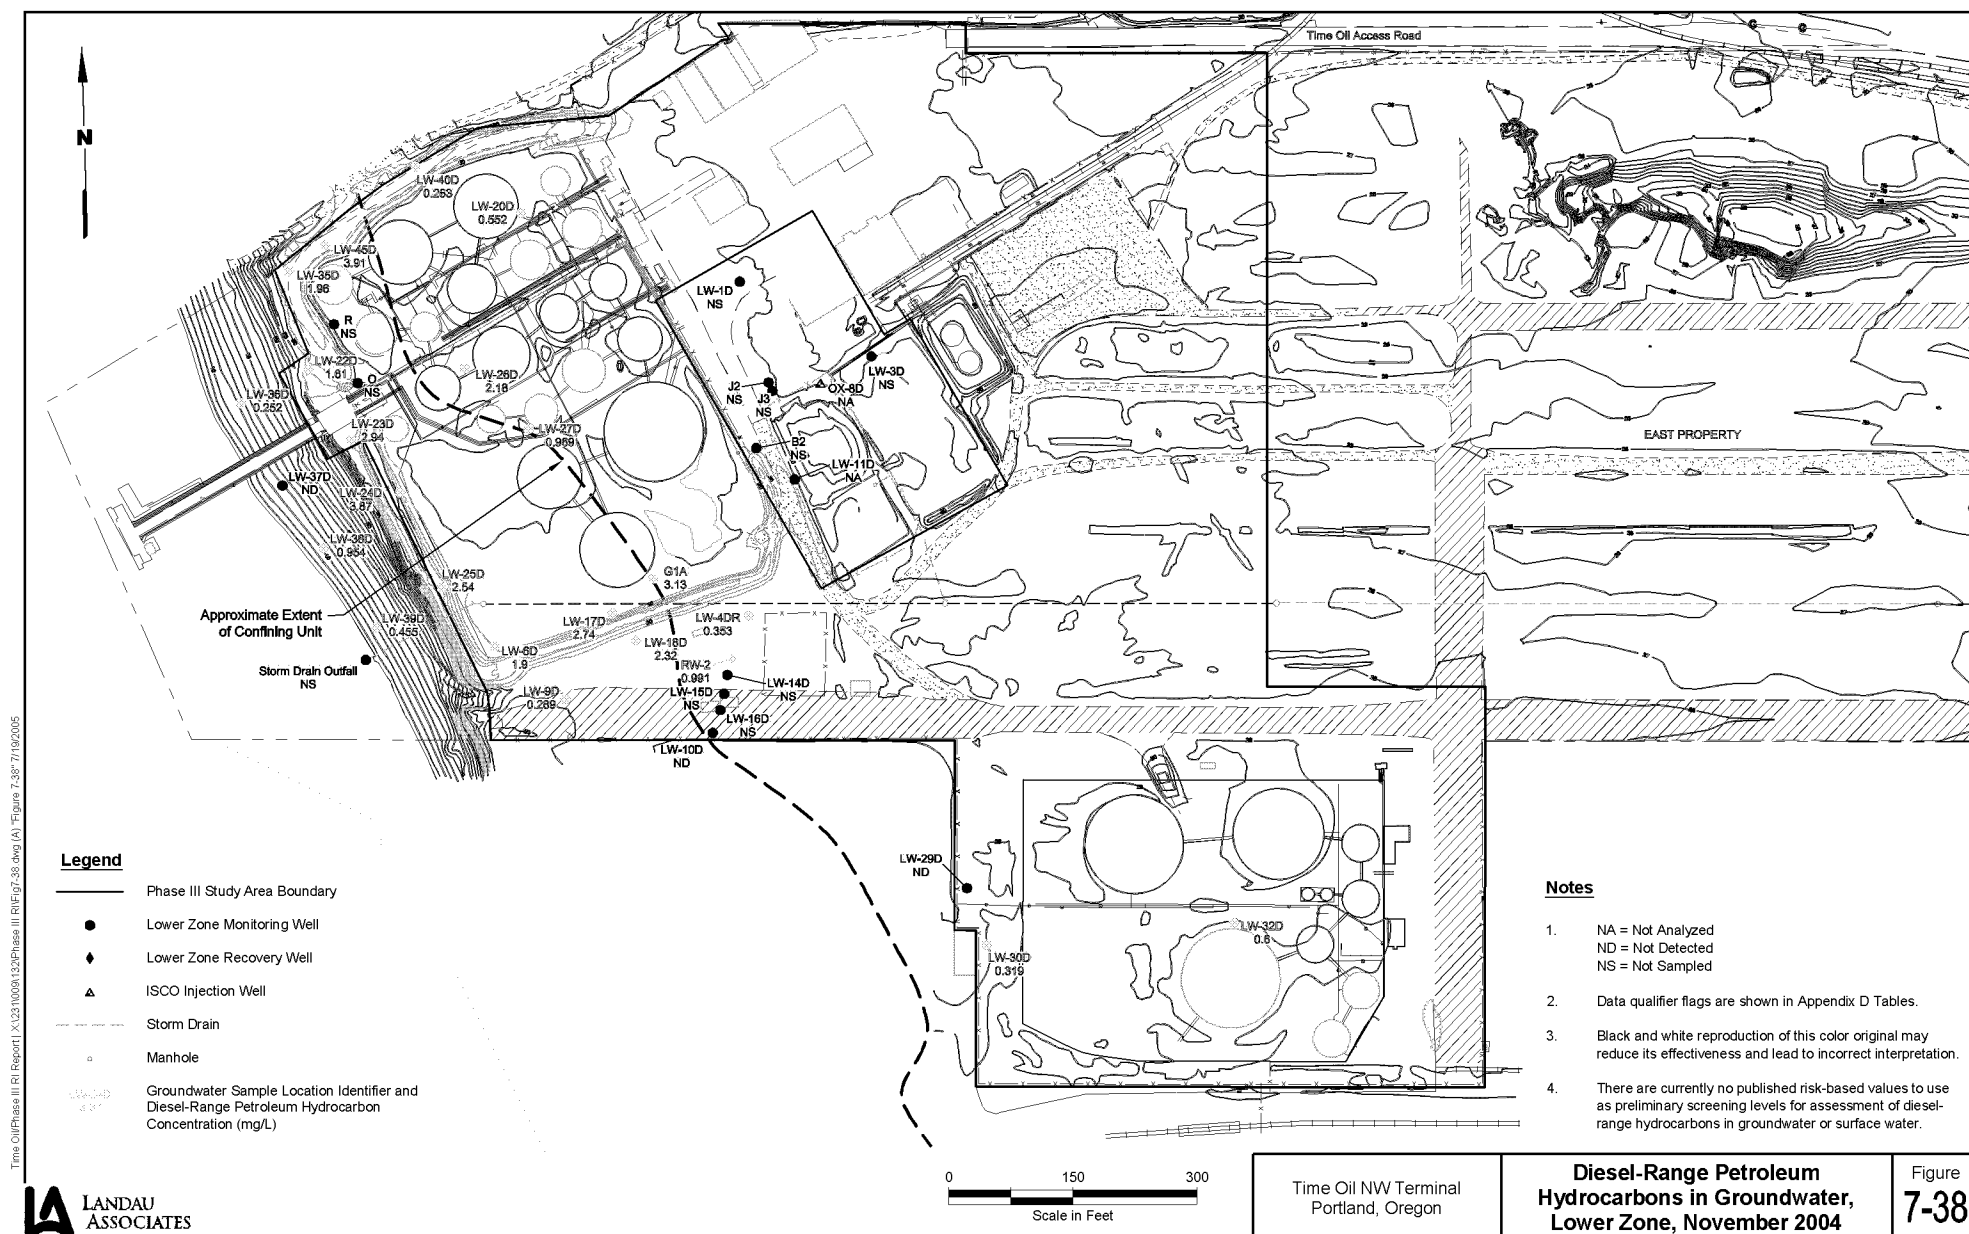 Time Oil Access Road
N
LW-40D
0.263
LW-20D
0.552
LW-45D
3.91
LW-35D
1.96
R
NS
LW-22D
1.81
O
NS
LW-36D
0.252
LW-23D
2.94
LW-26D
2.18
LW-27D
0.969
LW-1D
NS
J2
NS
J3
NS
OX-8D
NA
LW-3D
NS
B2
NS
LW-11D
NA
EAST PROPERTY
LW-37D
ND
LW-24D
3.87
LW-38D
0.954
LW-25D
2.54
G1A
3.13
Approximate Extent
of Confining Unit
LW-39D
0.455
LW-17D
2.74
LW-4DR
0.353
LW-18D
2.32
LW-6D
1.9
RW-2
0.991
Storm Drain Outfall
NS
LW-9D
0.289
LW-15D
NS
LW-14D
NS
LW-16D
NS
LW-10D
ND
LW-29D
ND
LW-32D
0.6
LW-30D
0.319
Legend
Phase III Study Area Boundary
Lower Zone Monitoring Well
Lower Zone Recovery Well
ISCO Injection Well
Storm Drain
Manhole
Groundwater Sample Location Identifier and
Diesel-Range Petroleum Hydrocarbon
Concentration (mg/L)
Notes
1. NA = Not Analyzed
ND = Not Detected
NS = Not Sampled
2. Data qualifier flags are shown in Appendix D Tables.
3. Black and white reproduction of this color original may
reduce its effectiveness and lead to incorrect interpretation.
4. There are currently no published risk-based values to use
as preliminary screening levels for assessment of diesel-
range hydrocarbons in groundwater or surface water.
0 150 300
Scale in Feet
LA
LANDAU
ASSOCIATES
Time Oil NW Terminal
Portland, Oregon
Diesel-Range Petroleum
Hydrocarbons in Groundwater,
Lower Zone, November 2004
Figure
7-38